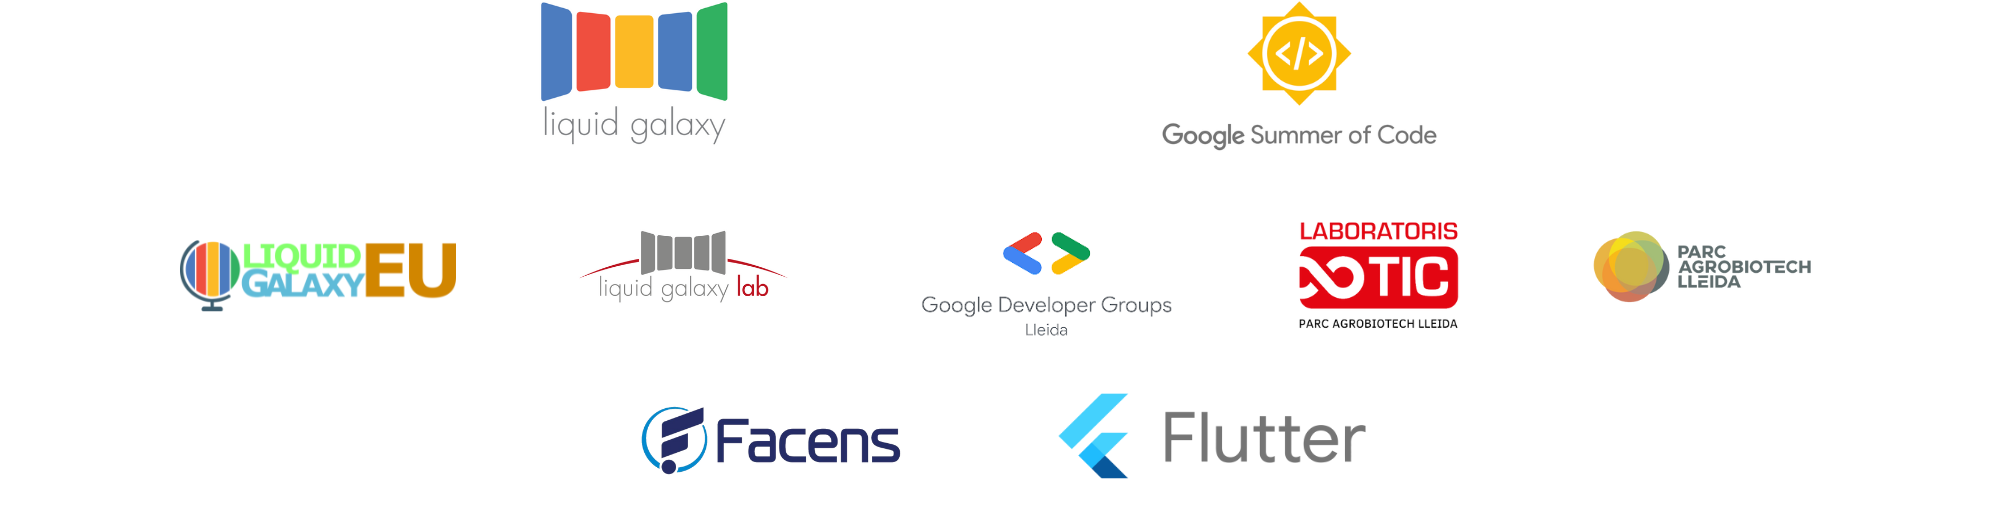 liquid galaxy
Google Summer of Code
LIQUID
GALAXY EU
liquid galaxy lab
Google Developer Groups
Lleida
LABORATORIS
TIC
PARC AGROBIOTECH LLEIDA
PARC
AGROBIOTECH
LLEIDA
Facens
Flutter